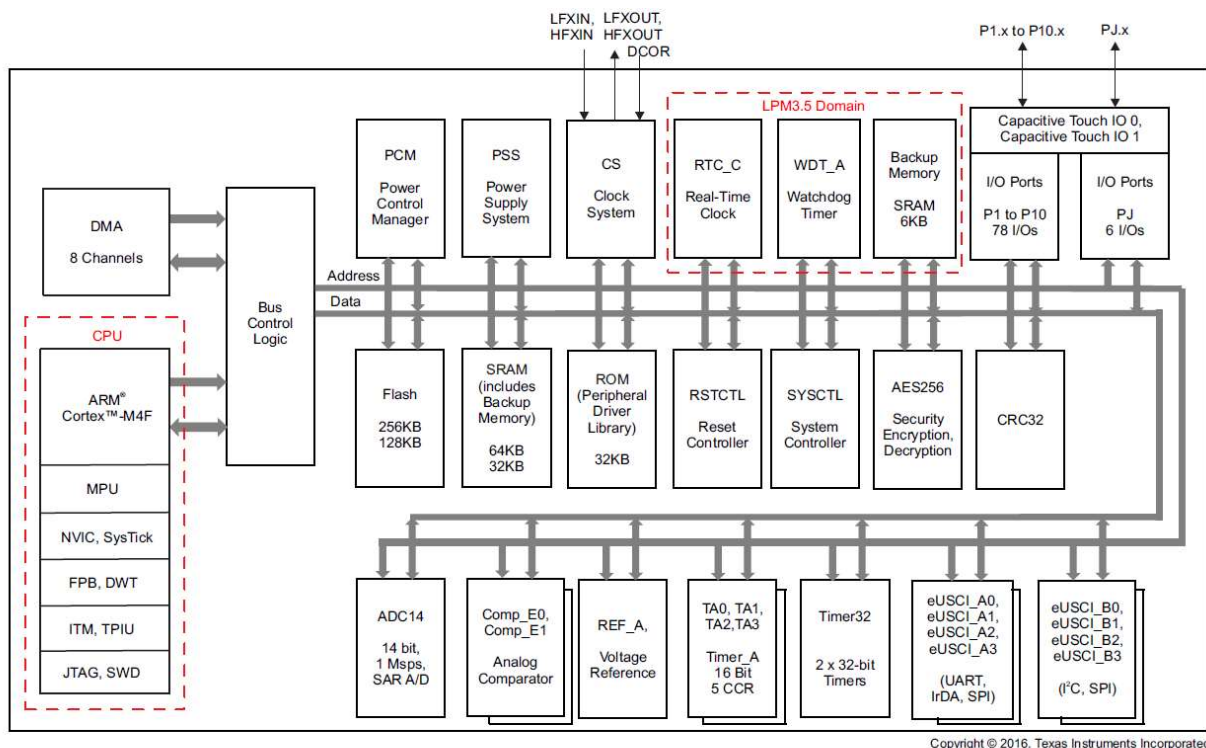 LFXIN,
HFXIN
LFXOUT,
HFXOUT
DCOR
P1.x to P10.x
PJ.x
LPM3.5 Domain
PCM
Power
Control
Manager
PSS
Power
Supply
System
CS
Clock
System
RTC_C
Real-Time
Clock
WDT_A
Watchdog
Timer
Backup
Memory
SRAM
6KB
Capacitive Touch IO 0,
Capacitive Touch IO 1
I/O Ports
P1 to P10
78 I/Os
I/O Ports
PJ
6 I/Os
DMA
8 Channels
Bus
Control
Logic
Address
Data
CPU
ARM®
Cortex™-M4F
MPU
NVIC, SysTick
FPB, DWT
ITM, TPIU
JTAG, SWD
Flash
256KB
128KB
SRAM
(includes
Backup
Memory)
64KB
32KB
ROM
(Peripheral
Driver
Library)
32KB
RSTCTL
Reset
Controller
SYSCTL
System
Controller
AES256
Security
Encryption,
Decryption
CRC32
ADC14
14 bit,
1 Msps,
SAR A/D
Comp_E0,
Comp_E1
Analog
Comparator
REF_A,
Voltage
Reference
TA0, TA1,
TA2,TA3
Timer_A
16 Bit
5 CCR
Timer32
2 x 32-bit
Timers
eUSCI_A0,
eUSCI_A1,
eUSCI_A2,
eUSCI_A3
(UART,
IrDA, SPI)
eUSCI_B0,
eUSCI_B1,
eUSCI_B2,
eUSCI_B3
(I²C, SPI)
Copyright © 2016, Texas Instruments Incorporated